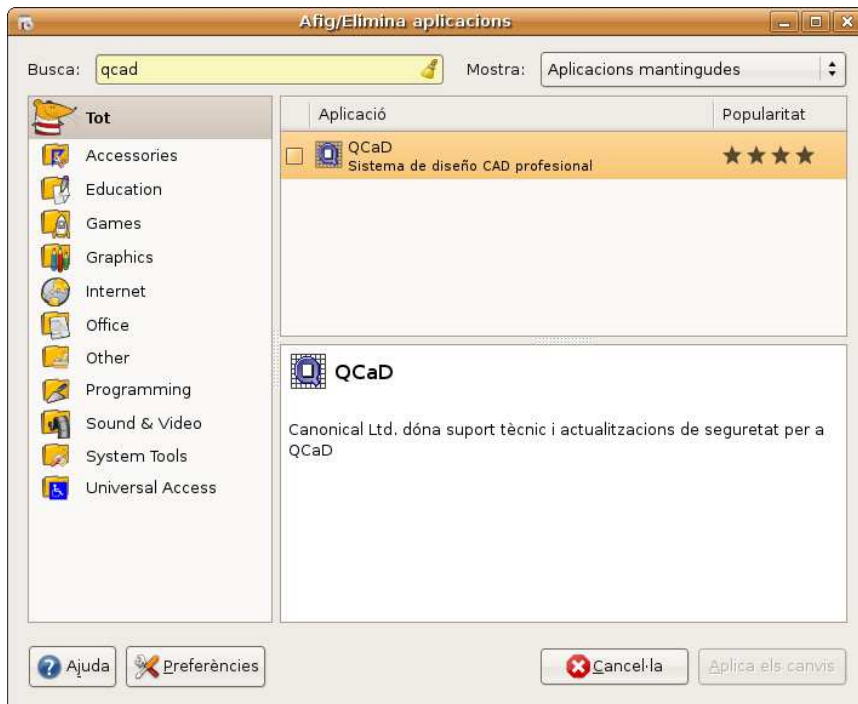 Afig/Elimina aplicacions
Busca: qcad Mostra: Aplicacions mantingudes
Tot
Accessories
Education
Games
Graphics
Internet
Office
Other
Programming
Sound & Video
System Tools
Universal Access
Aplicació Popularitat
QCaD
Sistema de diseño CAD profesional
QCaD
Canonical Ltd. dóna suport tècnic i actualitzacions de seguretat per a
QCaD
Ajuda Preferències Cancel·la Aplica els canvis